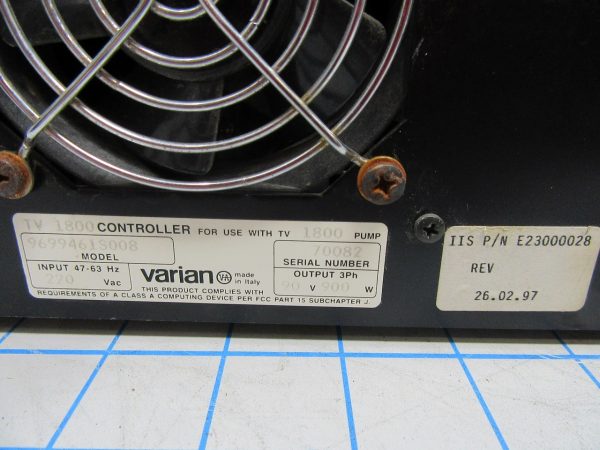 TV 1800 CONTROLLER FOR USE WITH TV 1800 PUMP
9699461S008
MODEL
70082
SERIAL NUMBER
INPUT 47-63 Hz
220 Vac
varian made in Italy
OUTPUT 3Ph
90 V 900 W
THIS PRODUCT COMPLIES WITH
REQUIREMENTS OF A CLASS A COMPUTING DEVICE PER FCC PART 15 SUBCHAPTER J.
IIS P/N E23000028
REV
26.02.97